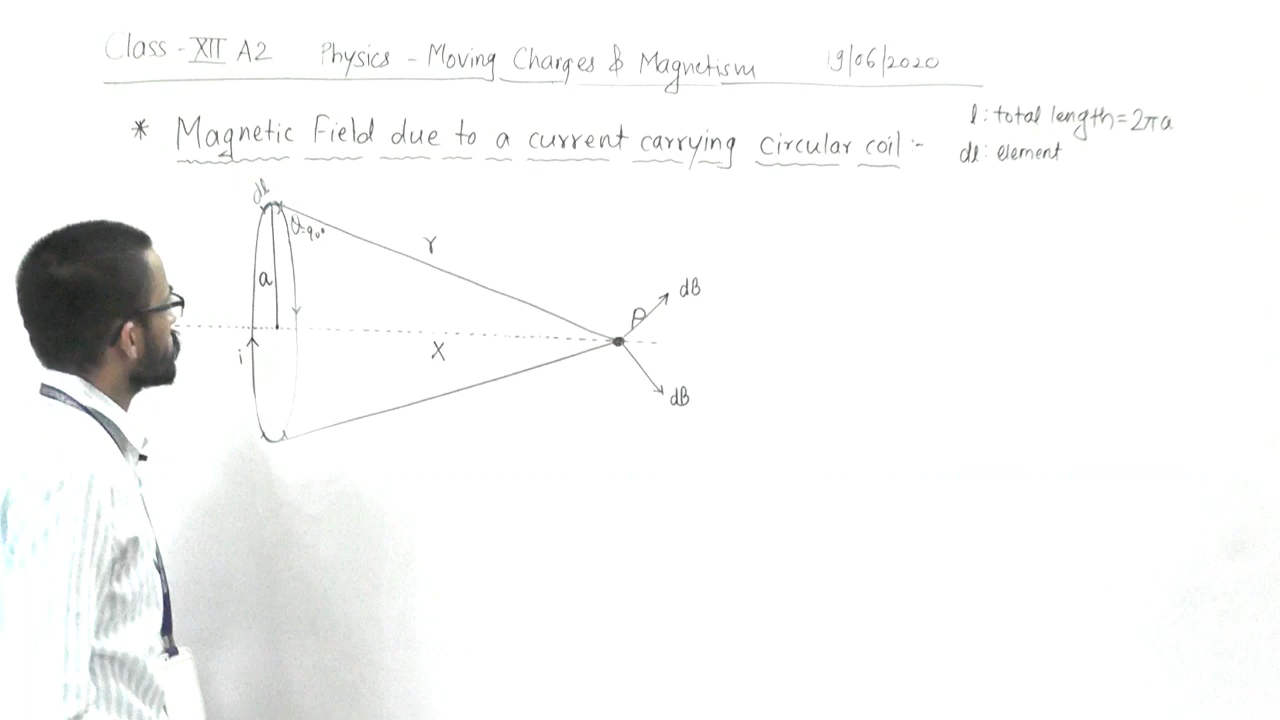 Class - XII A2 Physics - Moving Charges & Magnetism 19/06/2020
* Magnetic Field due to a current carrying circular coil :-
l : total length = 2πa
dl : element
dl
θ=90°
r
a
dB
P
i
x
dB